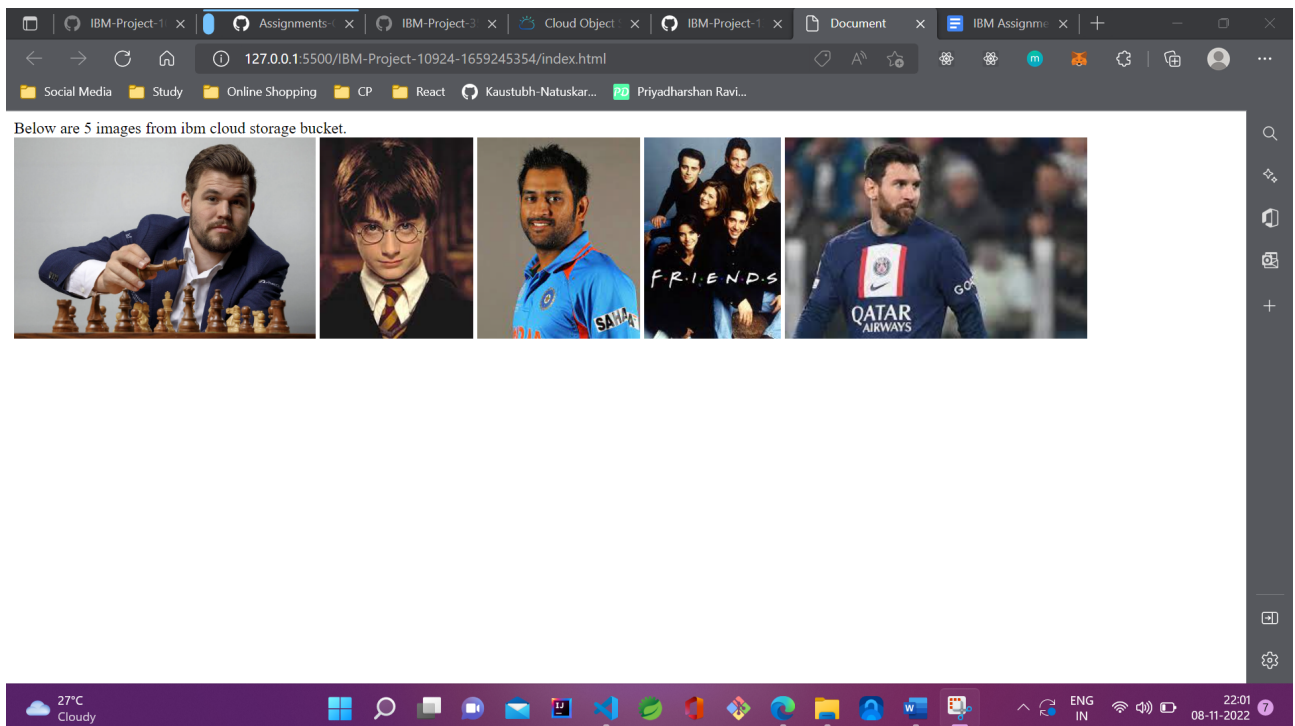 IBM-Project-1
Assignments-
IBM-Project-3
Cloud Object S
IBM-Project-1
Document
IBM Assignme
127.0.0.1:5500/IBM-Project-10924-1659245354/index.html
Social Media
Study
Online Shopping
CP
React
Kaustubh-Natuskar...
PD
Priyadharshan Ravi...
Below are 5 images from ibm cloud storage bucket.
SAHARA
F·R·I·E·N·D·S
QATAR
AIRWAYS
GO
27°C
Cloudy
ENG
IN
22:01
08-11-2022
7